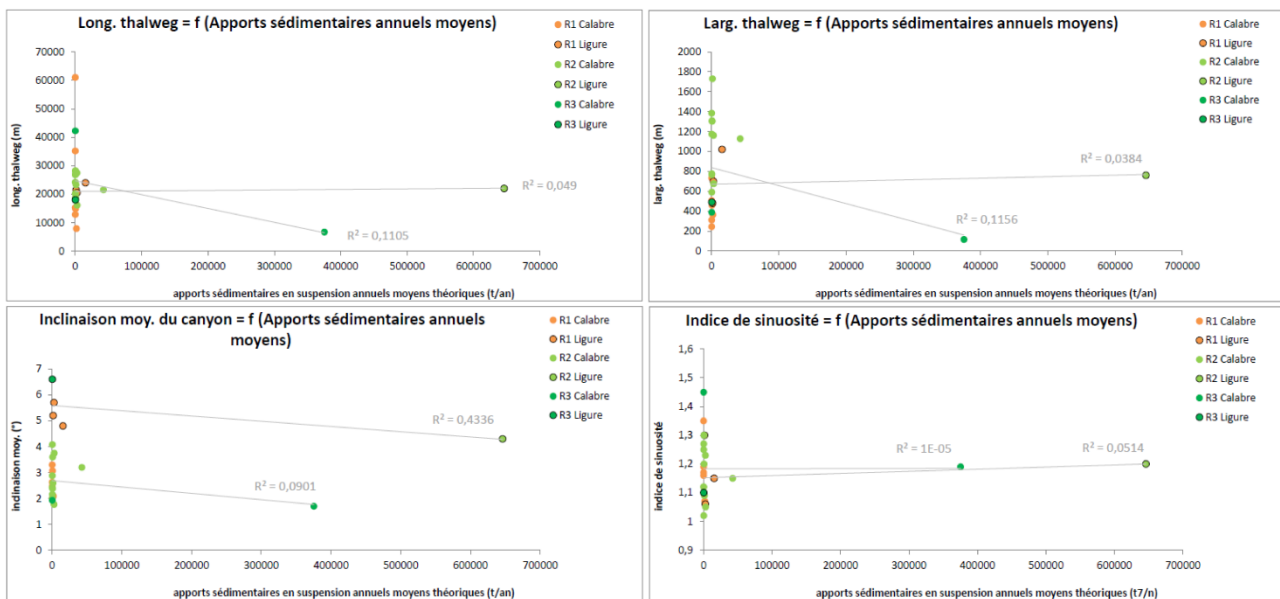 Long. thalweg = f (Apports sédimentaires annuels moyens)
long. thalweg (m)
70000
60000
50000
40000
30000
20000
10000
0
0
100000
200000
300000
400000
500000
600000
700000
apports sédimentaires en suspension annuels moyens théoriques (t/an)
R² = 0,049
R² = 0,1105
R1 Calabre
R1 Ligure
R2 Calabre
R2 Ligure
R3 Calabre
R3 Ligure
Larg. thalweg = f (Apports sédimentaires annuels moyens)
larg. thalweg (m)
2000
1800
1600
1400
1200
1000
800
600
400
200
0
0
100000
200000
300000
400000
500000
600000
700000
apports sédimentaires en suspension annuels moyens théoriques (t/an)
R² = 0,0384
R² = 0,1156
R1 Calabre
R1 Ligure
R2 Calabre
R2 Ligure
R3 Calabre
R3 Ligure
Inclinaison moy. du canyon = f (Apports sédimentaires annuels
moyens)
inclinaison moy. (°)
7
6
5
4
3
2
1
0
0
100000
200000
300000
400000
500000
600000
700000
apports sédimentaires en suspension annuels moyens théoriques (t/an)
R² = 0,4336
R² = 0,0901
R1 Calabre
R1 Ligure
R2 Calabre
R2 Ligure
R3 Calabre
R3 Ligure
Indice de sinuosité = f (Apports sédimentaires annuels moyens)
indice de sinuosité
1,6
1,5
1,4
1,3
1,2
1,1
1
0,9
0
100000
200000
300000
400000
500000
600000
700000
apports sédimentaires en suspension annuels moyens théoriques (t7/n)
R² = 1E-05
R² = 0,0514
R1 Calabre
R1 Ligure
R2 Calabre
R2 Ligure
R3 Calabre
R3 Ligure